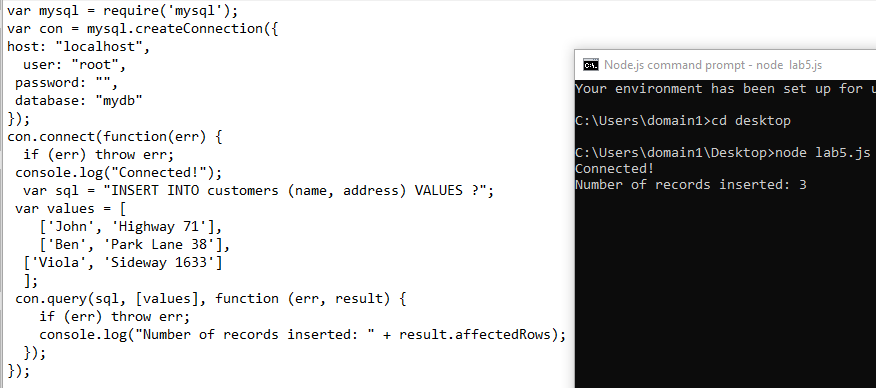 var mysql = require('mysql');
var con = mysql.createConnection({
host: "localhost",
  user: "root",
 password: "",
 database: "mydb"
});
con.connect(function(err) {
  if (err) throw err;
 console.log("Connected!");
  var sql = "INSERT INTO customers (name, address) VALUES ?";
 var values = [
    ['John', 'Highway 71'],
    ['Ben', 'Park Lane 38'],
  ['Viola', 'Sideway 1633']
  ];
 con.query(sql, [values], function (err, result) {
    if (err) throw err;
    console.log("Number of records inserted: " + result.affectedRows);
  });
});
Node.js command prompt - node lab5.js
Your environment has been set up for u
C:\Users\domain1>cd desktop
C:\Users\domain1\Desktop>node lab5.js
Connected!
Number of records inserted: 3